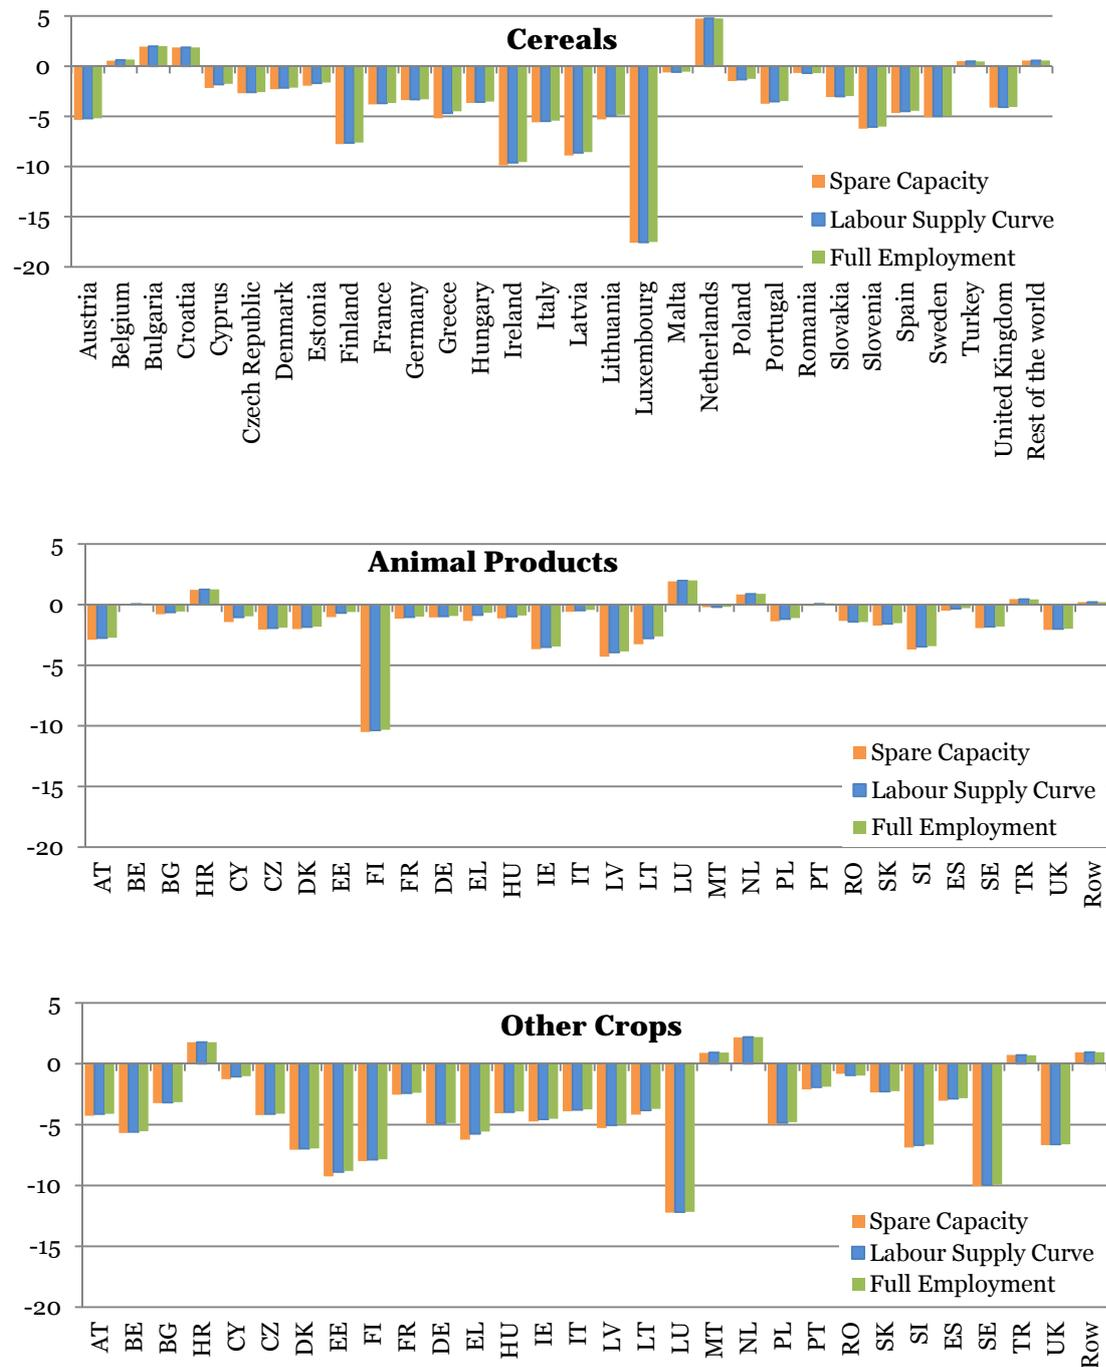 Cereals
5
0
-5
-10
-15
-20
Spare Capacity
Labour Supply Curve
Full Employment
Austria
Belgium
Bulgaria
Croatia
Cyprus
Czech Republic
Denmark
Estonia
Finland
France
Germany
Greece
Hungary
Ireland
Italy
Latvia
Lithuania
Luxembourg
Malta
Netherlands
Poland
Portugal
Romania
Slovakia
Slovenia
Spain
Sweden
Turkey
United Kingdom
Rest of the world
Animal Products
5
0
-5
-10
-15
-20
Spare Capacity
Labour Supply Curve
Full Employment
AT
BE
BG
HR
CY
CZ
DK
EE
FI
FR
DE
EL
HU
IE
IT
LV
LT
LU
MT
NL
PL
PT
RO
SK
SI
ES
SE
TR
UK
Row
Other Crops
5
0
-5
-10
-15
-20
Spare Capacity
Labour Supply Curve
Full Employment
AT
BE
BG
HR
CY
CZ
DK
EE
FI
FR
DE
EL
HU
IE
IT
LV
LT
LU
MT
NL
PL
PT
RO
SK
SI
ES
SE
TR
UK
Row